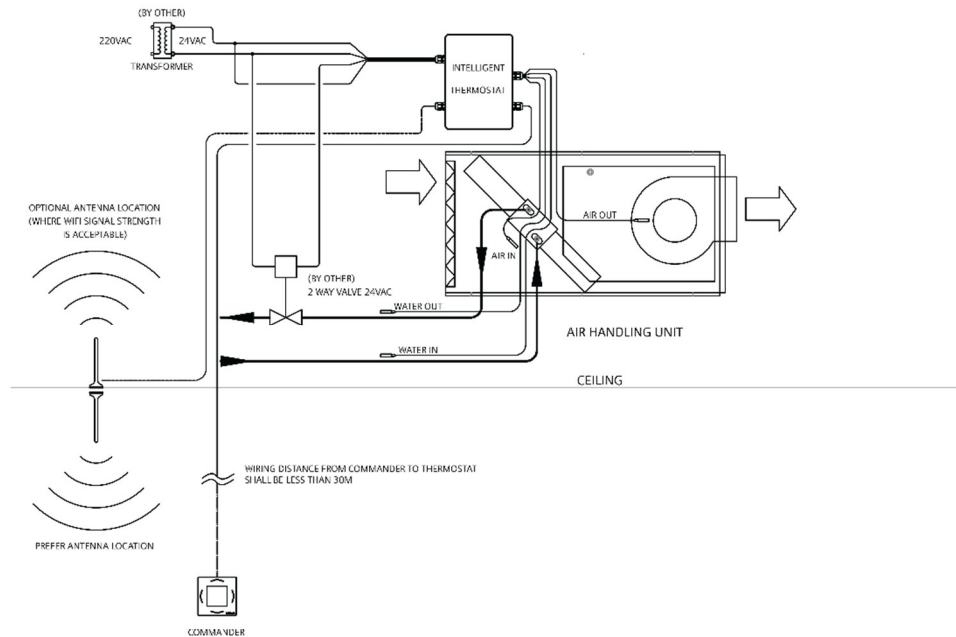 (BY OTHER)
220VAC
24VAC
TRANSFORMER
INTELLIGENT
THERMOSTAT
OPTIONAL ANTENNA LOCATION
(WHERE WIFI SIGNAL STRENGTH
IS ACCEPTABLE)
AIR OUT
AIR IN
(BY OTHER)
2 WAY VALVE 24VAC
WATER OUT
AIR HANDLING UNIT
WATER IN
CEILING
WIRING DISTANCE FROM COMMANDER TO THERMOSTAT
SHALL BE LESS THAN 30M
PREFER ANTENNA LOCATION
COMMANDER